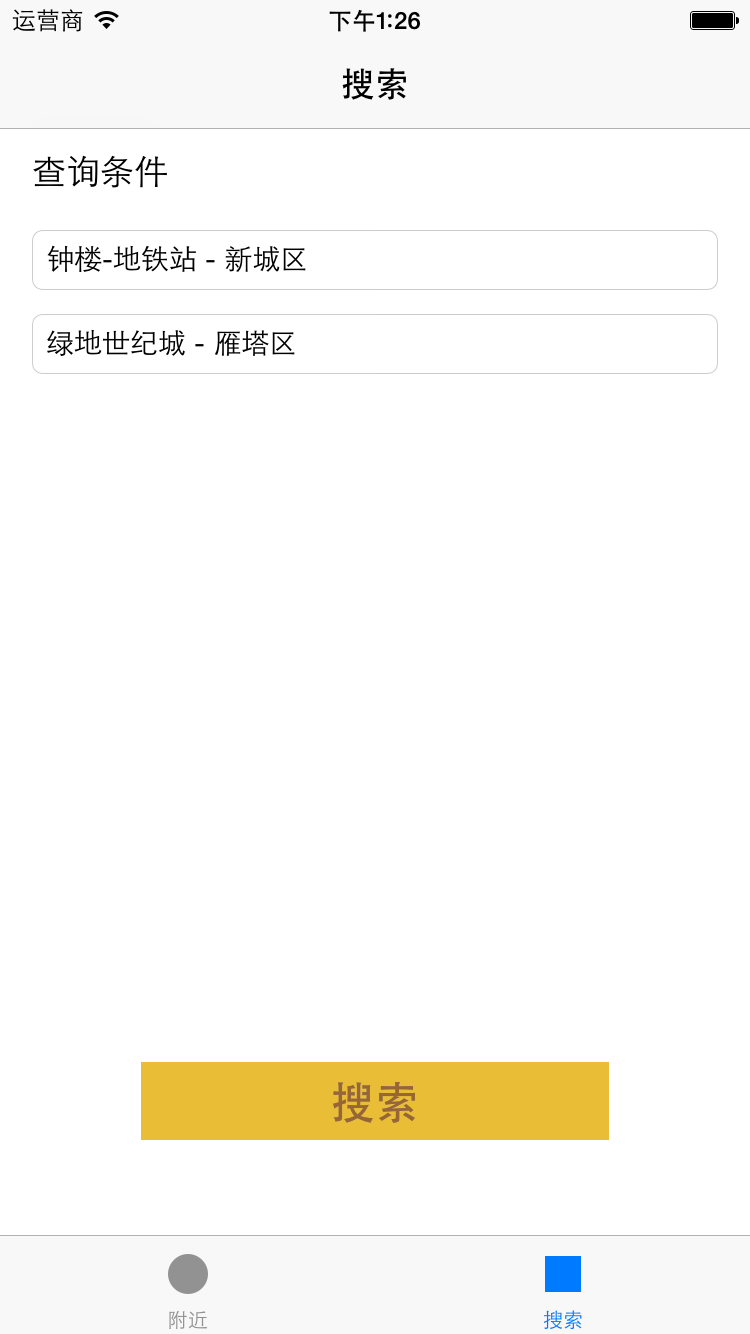 运营商 下午1:26
搜索
查询条件
钟楼-地铁站 - 新城区
绿地世纪城 - 雁塔区
搜索
附近 搜索